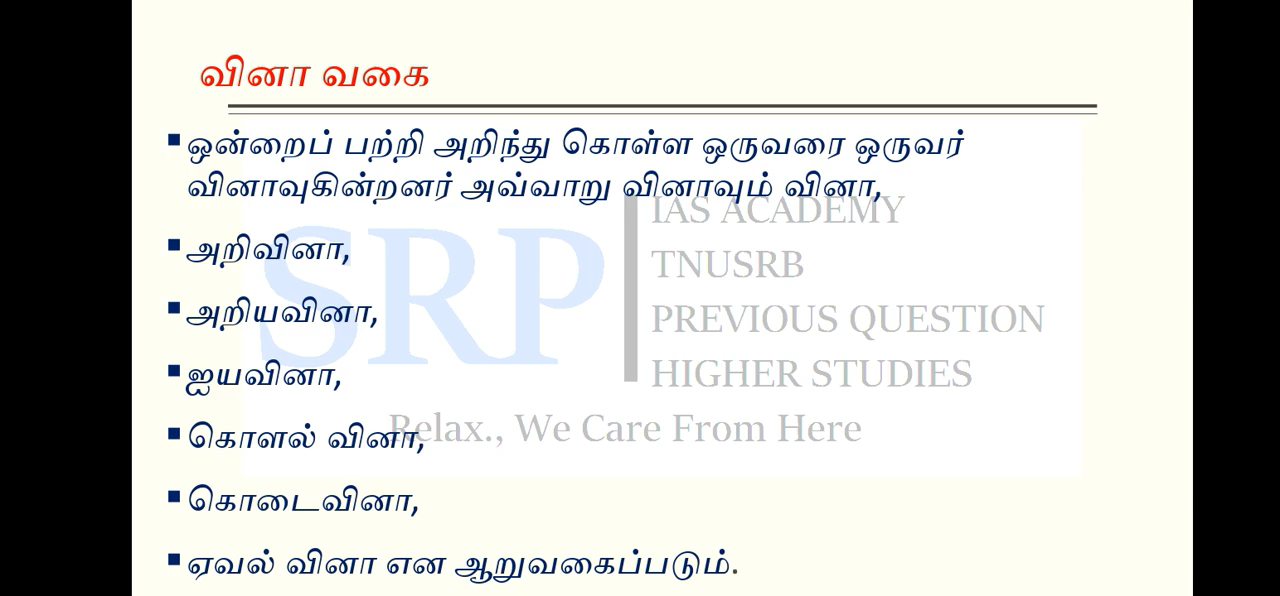 வினா வகை
ஒன்றைப் பற்றி அறிந்து கொள்ள ஒருவரை ஒருவர்
வினாவுகின்றனர் அவ்வாறு வினாவும் வினா,
அறிவினா,
அறியவினா,
ஐயவினா,
கொளல் வினா,
கொடைவினா,
ஏவல் வினா என ஆறுவகைப்படும்.
SRP
IAS ACADEMY
TNUSRB
PREVIOUS QUESTION
HIGHER STUDIES
Relax., We Care From Here